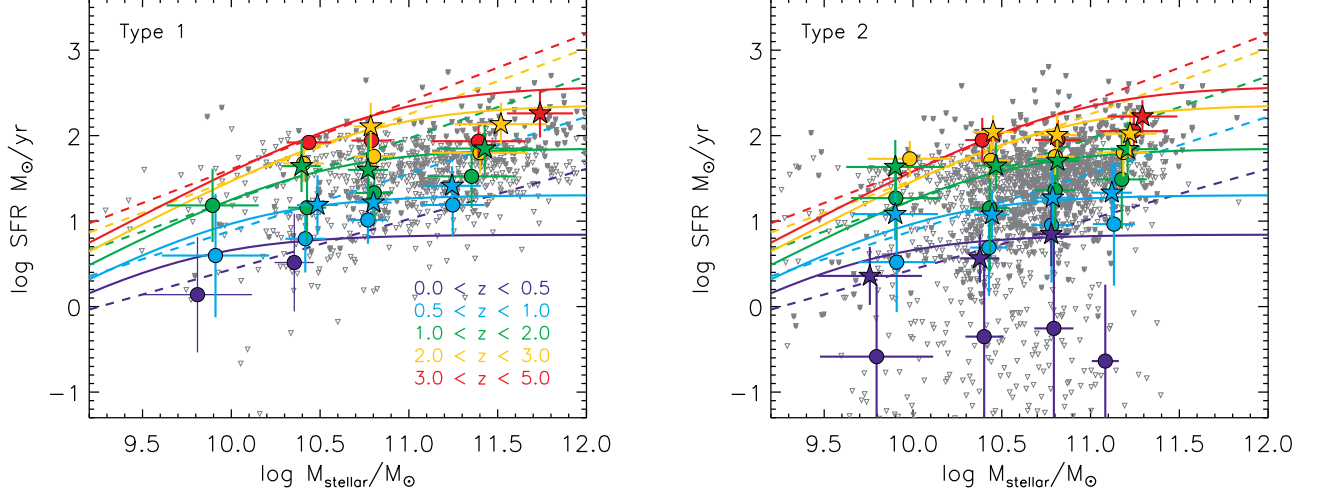 Type 1
log SFR M⊙/yr
3
2
1
0
−1
0.0 < z < 0.5
0.5 < z < 1.0
1.0 < z < 2.0
2.0 < z < 3.0
3.0 < z < 5.0
9.5 10.0 10.5 11.0 11.5 12.0
log Mstellar/M⊙
Type 2
log SFR M⊙/yr
3
2
1
0
−1
9.5 10.0 10.5 11.0 11.5 12.0
log Mstellar/M⊙